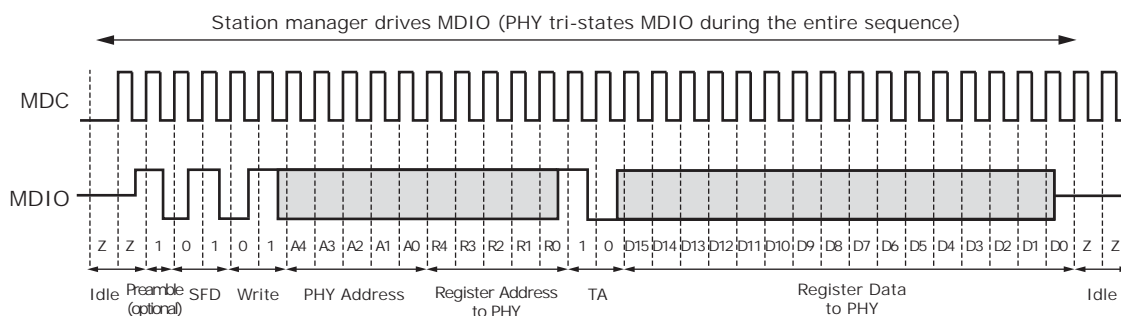 Station manager drives MDIO (PHY tri-states MDIO during the entire sequence)
MDC
MDIO
Z Z 1 0 1 0 1 A4 A3 A2 A1 A0 R4 R3 R2 R1 R0 1 0 D15 D14 D13 D12 D11 D10 D9 D8 D7 D6 D5 D4 D3 D2 D1 D0 Z Z
Idle Preamble (optional) SFD Write PHY Address Register Address to PHY TA Register Data to PHY Idle